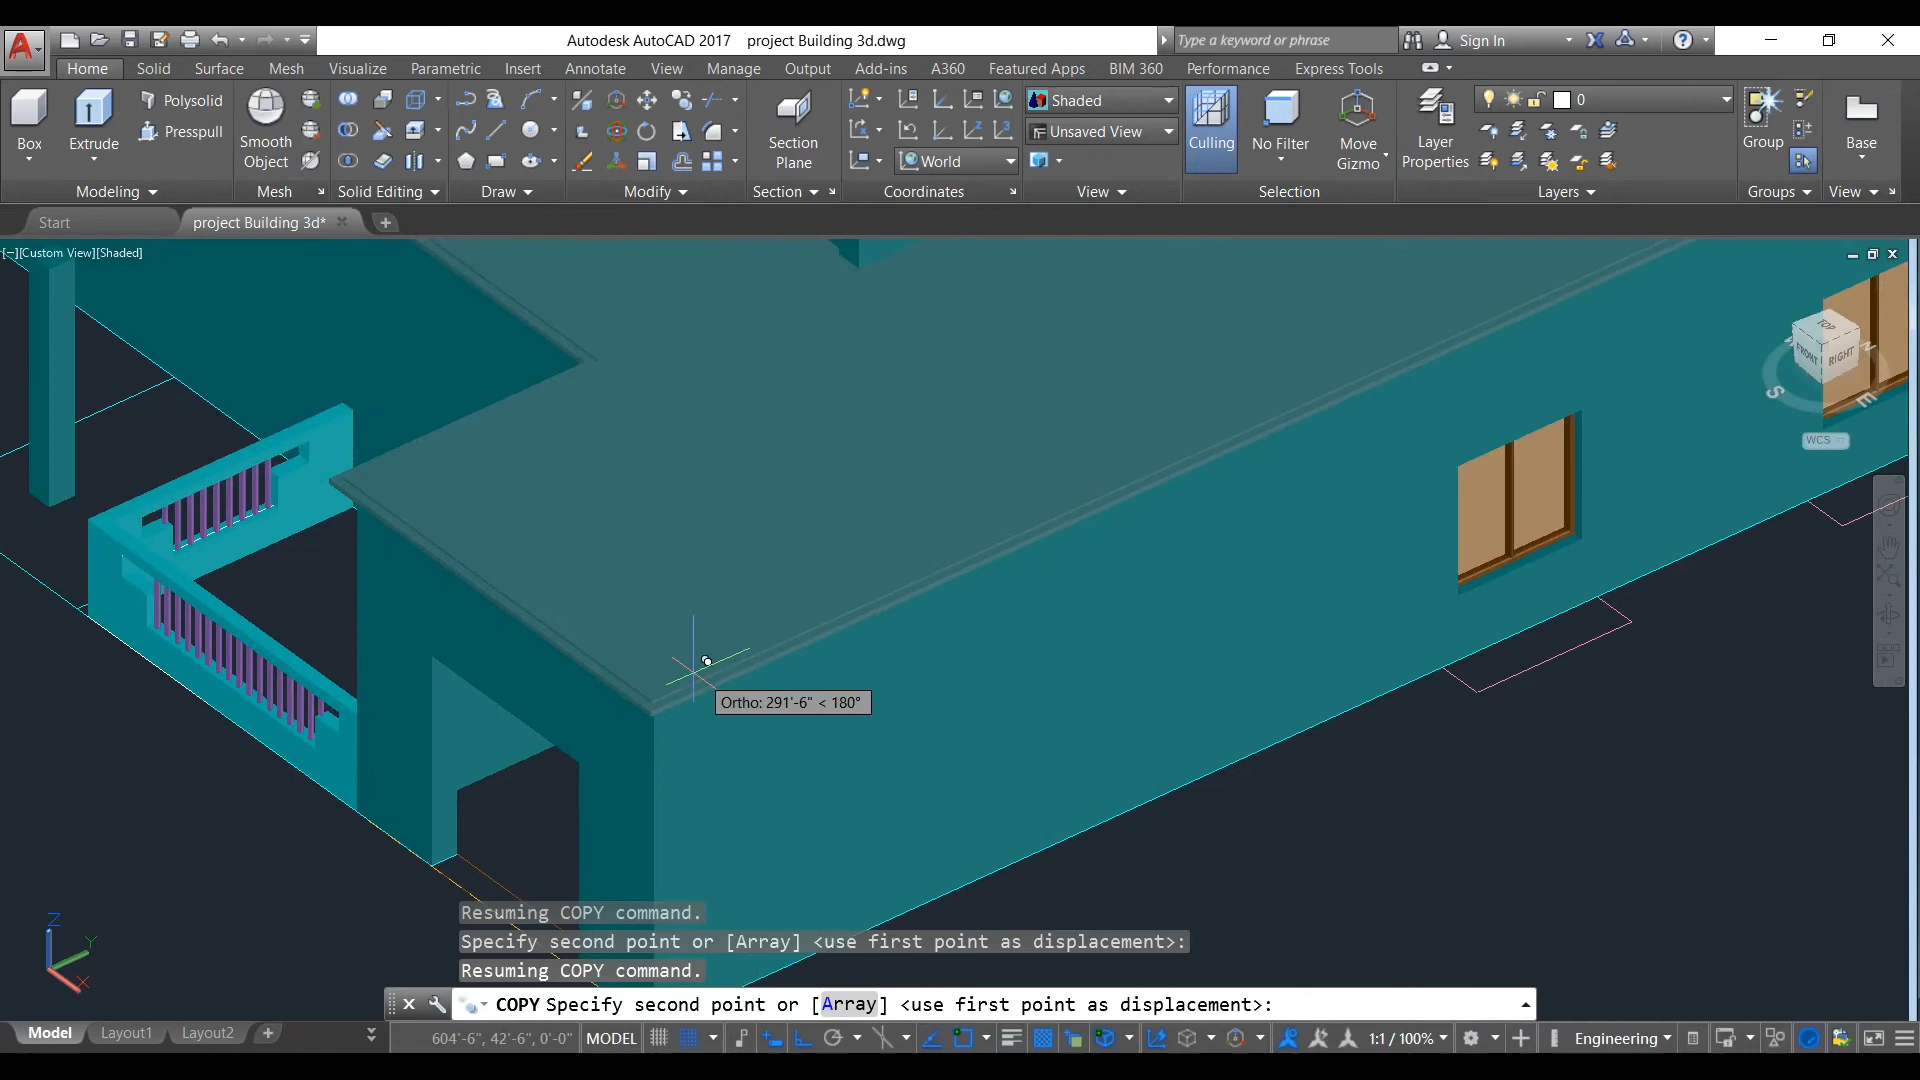 Autodesk AutoCAD 2017 project Building 3d.dwg
Type a keyword or phrase
Sign In
Home Solid Surface Mesh Visualize Parametric Insert Annotate View Manage Output Add-ins A360 Featured Apps BIM 360 Performance Express Tools
Box
Extrude
Polysolid
Presspull
Smooth Object
Section Plane
World
Shaded
Unsaved View
Culling
No Filter
Move Gizmo
Layer Properties
0
Group
Base
Modeling Mesh Solid Editing Draw Modify Section Coordinates View Selection Layers Groups View
Start project Building 3d*
[−][Custom View][Shaded]
TOP
FRONT RIGHT
S E
WCS
Ortho: 291'-6" < 180°
Z
Y
X
Resuming COPY command.
Specify second point or [Array] <use first point as displacement>:
Resuming COPY command.
COPY Specify second point or [Array] <use first point as displacement>:
Model Layout1 Layout2
604'-6", 42'-6", 0'-0" MODEL 1:1 / 100% Engineering